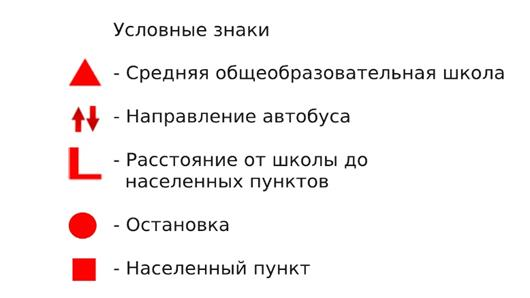 Условные знаки
- Средняя общеобразовательная школа
- Направление автобуса
- Расстояние от школы до
населенных пунктов
- Остановка
- Населенный пункт